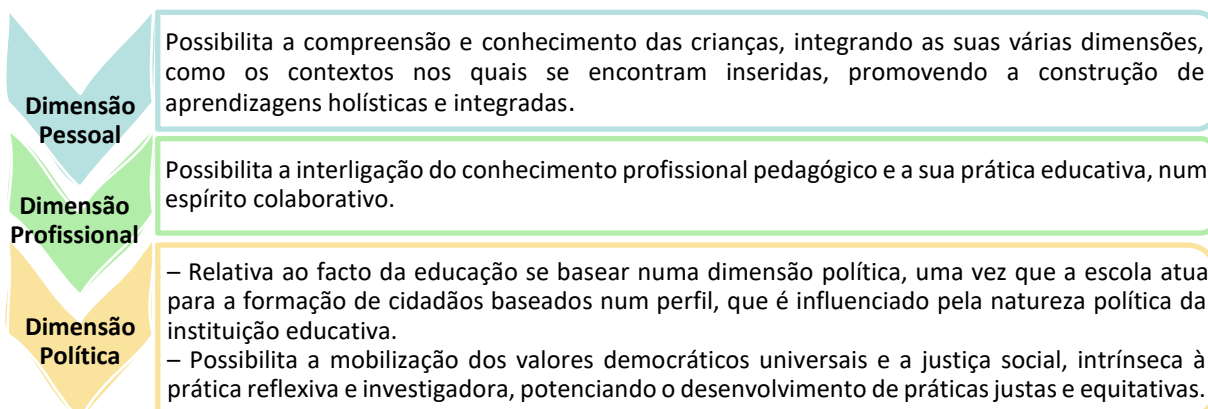 Dimensão
Pessoal
Possibilita a compreensão e conhecimento das crianças, integrando as suas várias dimensões,
como os contextos nos quais se encontram inseridas, promovendo a construção de
aprendizagens holísticas e integradas.
Dimensão
Profissional
Possibilita a interligação do conhecimento profissional pedagógico e a sua prática educativa, num
espírito colaborativo.
Dimensão
Política
– Relativa ao facto da educação se basear numa dimensão política, uma vez que a escola atua
para a formação de cidadãos baseados num perfil, que é influenciado pela natureza política da
instituição educativa.
– Possibilita a mobilização dos valores democráticos universais e a justiça social, intrínseca à
prática reflexiva e investigadora, potenciando o desenvolvimento de práticas justas e equitativas.